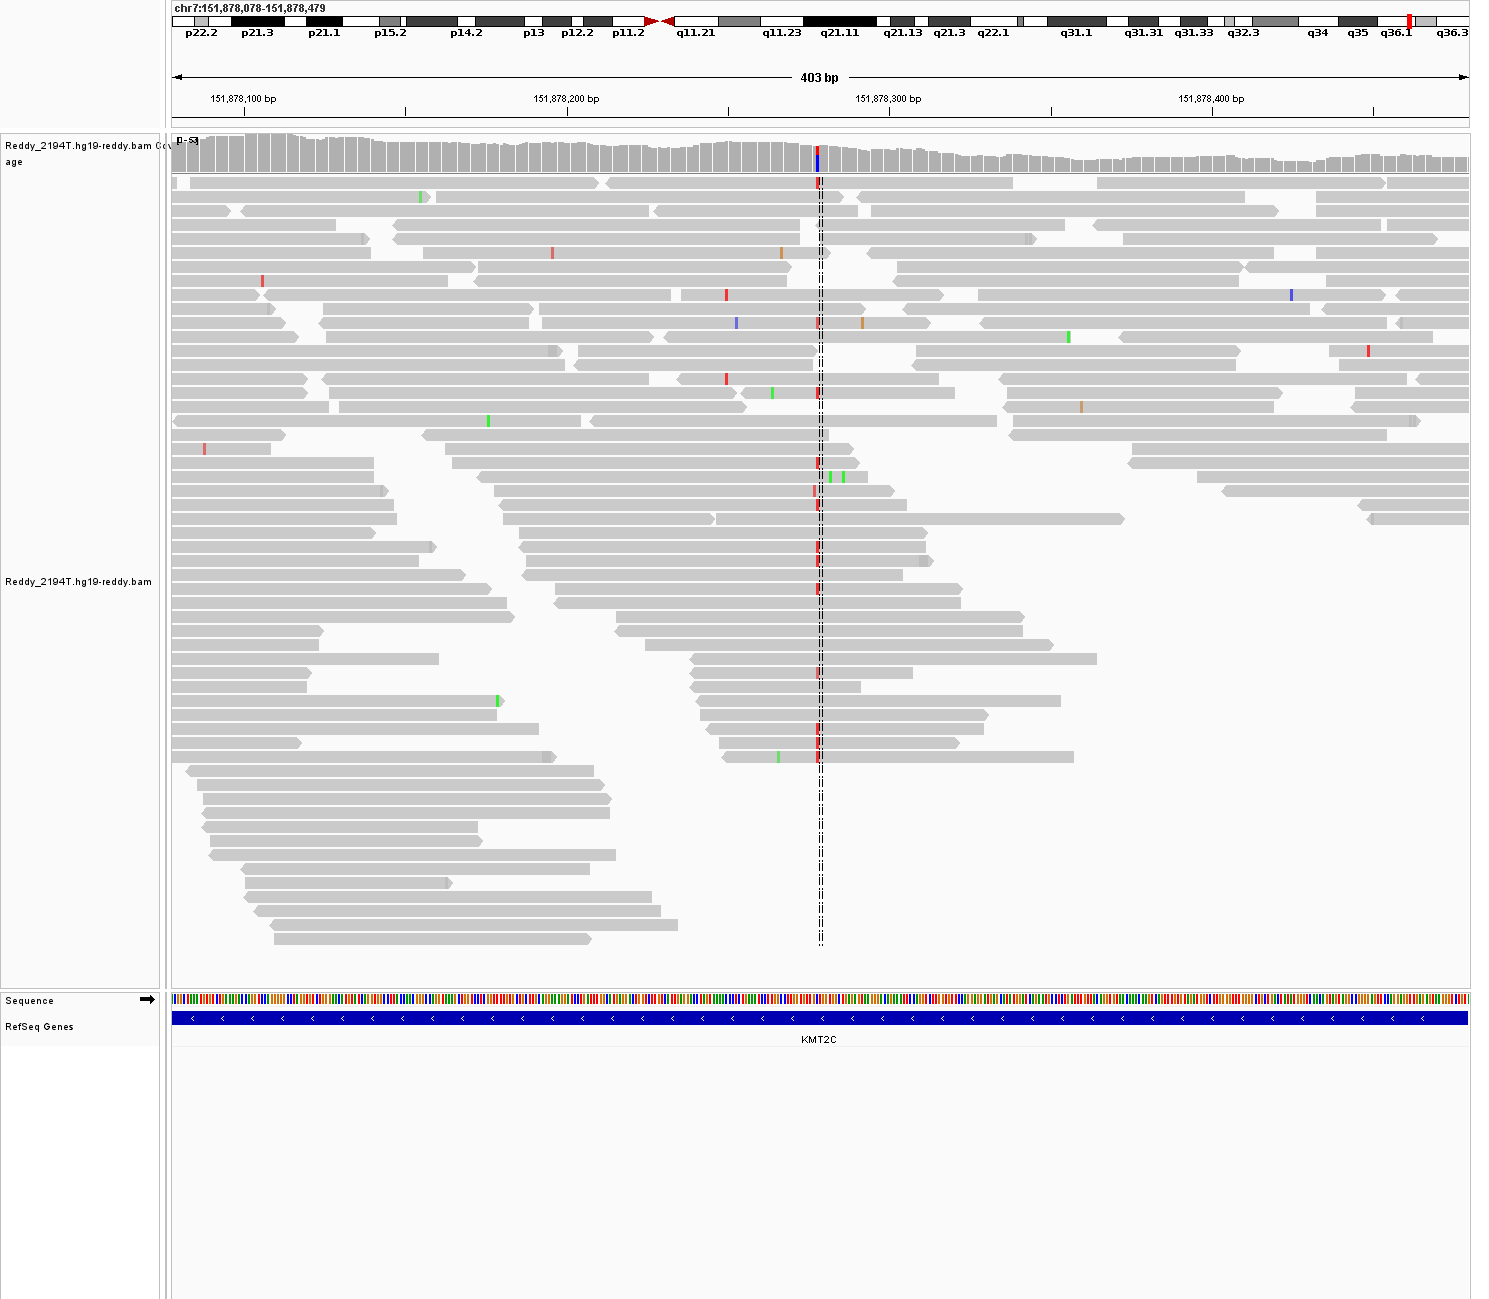 chr7:151,878,078-151,878,479
p22.2 p21.3 p21.1 p15.2 p14.2 p13 p12.2 p11.2 q11.21 q11.23 q21.11 q21.13 q21.3 q22.1 q31.1 q31.31 q31.33 q32.3 q34 q35 q36.1 q36.3
403 bp
151,878,100 bp 151,878,200 bp 151,878,300 bp 151,878,400 bp
Reddy_2194T.hg19-reddy.bam Cov
age
Reddy_2194T.hg19-reddy.bam
Sequence
RefSeq Genes
KMT2C